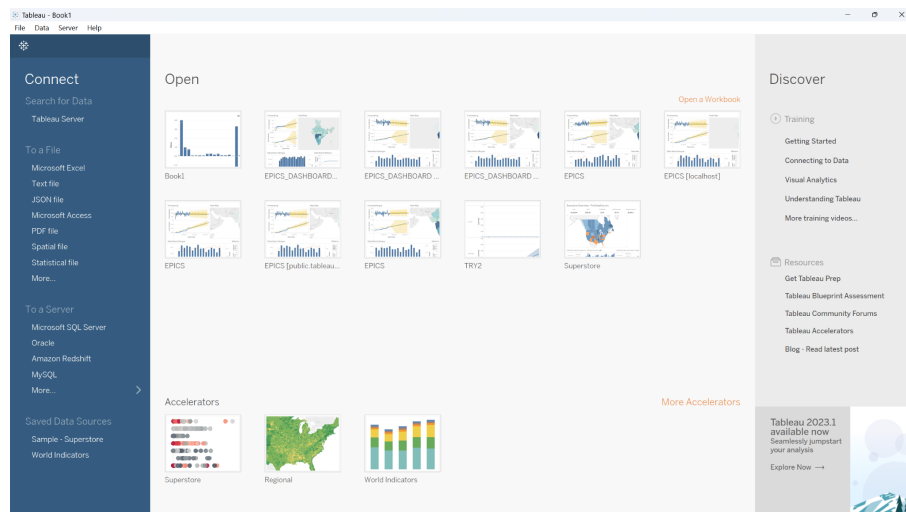 Tableau - Book1
File Data Server Help
Connect
Search for Data
Tableau Server
To a File
Microsoft Excel
Text file
JSON file
Microsoft Access
PDF file
Spatial file
Statistical file
More...
To a Server
Microsoft SQL Server
Oracle
Amazon Redshift
MySQL
More...
Saved Data Sources
Sample - Superstore
World Indicators
Open
Open a Workbook
Book1
EPICS_DASHBOARD...
EPICS_DASHBOARD ...
EPICS_DASHBOARD ...
EPICS
EPICS [localhost]
EPICS
EPICS [public.tableau...
EPICS
TRY2
Superstore
Accelerators
More Accelerators
Superstore
Regional
World Indicators
Discover
Training
Getting Started
Connecting to Data
Visual Analytics
Understanding Tableau
More training videos...
Resources
Get Tableau Prep
Tableau Blueprint Assessment
Tableau Community Forums
Tableau Accelerators
Blog - Read latest post
Tableau 2023.1
available now
Seamlessly jumpstart
your analysis
Explore Now →